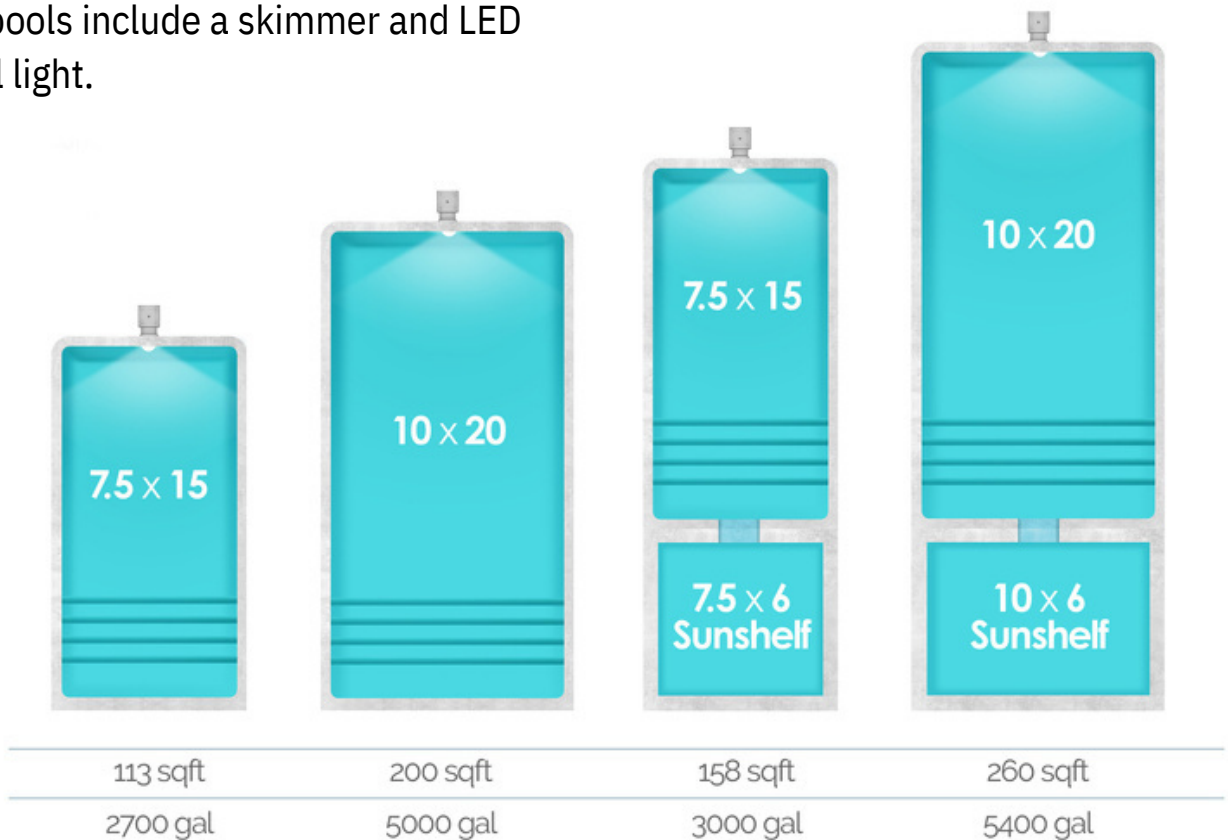 pools include a skimmer and LED
light.
7.5 x 15
10 x 20
7.5 x 15
7.5 x 6
Sunshelf
10 x 20
10 x 6
Sunshelf
113 sqft 200 sqft 158 sqft 260 sqft
2700 gal 5000 gal 3000 gal 5400 gal